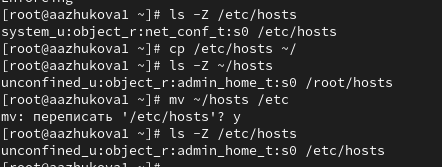 Enforcing
[root@aazhukova1 ~]# ls -Z /etc/hosts
system_u:object_r:net_conf_t:s0 /etc/hosts
[root@aazhukova1 ~]# cp /etc/hosts ~/
[root@aazhukova1 ~]# ls -Z ~/hosts
unconfined_u:object_r:admin_home_t:s0 /root/hosts
[root@aazhukova1 ~]# mv ~/hosts /etc
mv: переписать '/etc/hosts'? y
[root@aazhukova1 ~]# ls -Z /etc/hosts
unconfined_u:object_r:admin_home_t:s0 /etc/hosts
[root@aazhukova1 ~]#